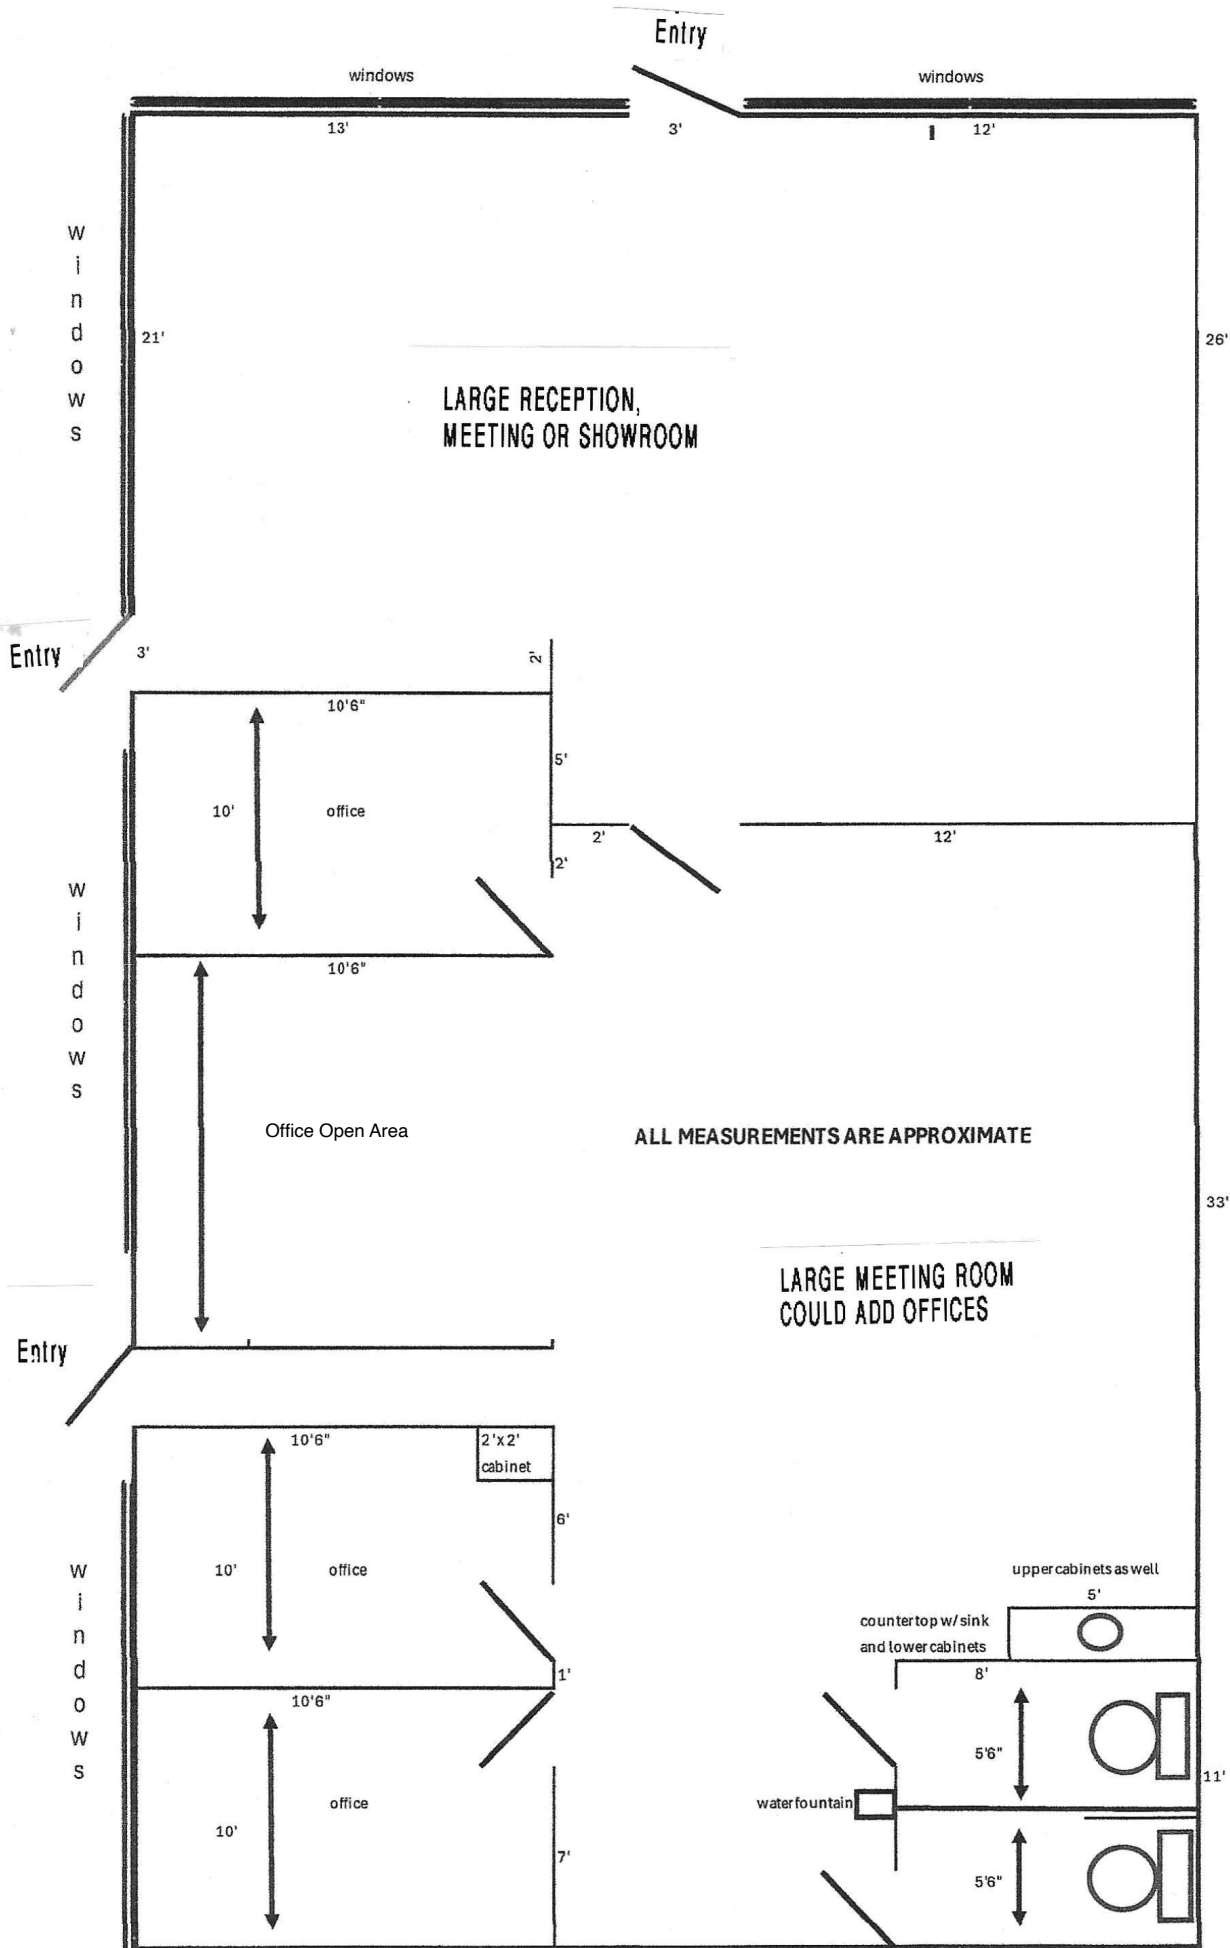 Entry
windows
windows
13'
3'
12'
windows
21'
26'
LARGE RECEPTION,
MEETING OR SHOWROOM
Entry
3'
2'
10'6"
5'
10'
office
2'
12'
2'
windows
10'6"
Office Open Area
ALL MEASUREMENTS ARE APPROXIMATE
33'
LARGE MEETING ROOM
COULD ADD OFFICES
Entry
10'6"
2'x2'
cabinet
6'
10'
office
windows
upper cabinets as well
5'
countertop w/ sink
and lower cabinets
8'
1'
10'6"
5'6"
11'
water fountain
office
10'
7'
5'6"